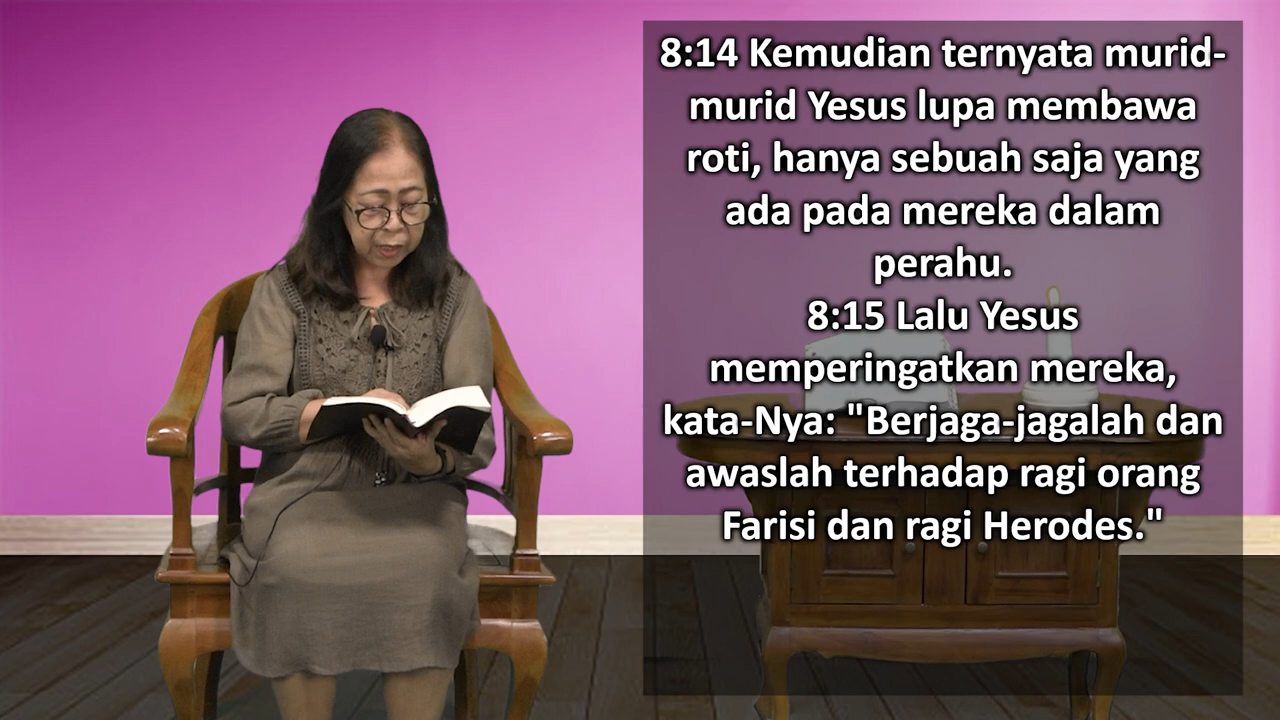 8:14 Kemudian ternyata murid-
murid Yesus lupa membawa
roti, hanya sebuah saja yang
ada pada mereka dalam
perahu.
8:15 Lalu Yesus
memperingatkan mereka,
kata-Nya: "Berjaga-jagalah dan
awaslah terhadap ragi orang
Farisi dan ragi Herodes."